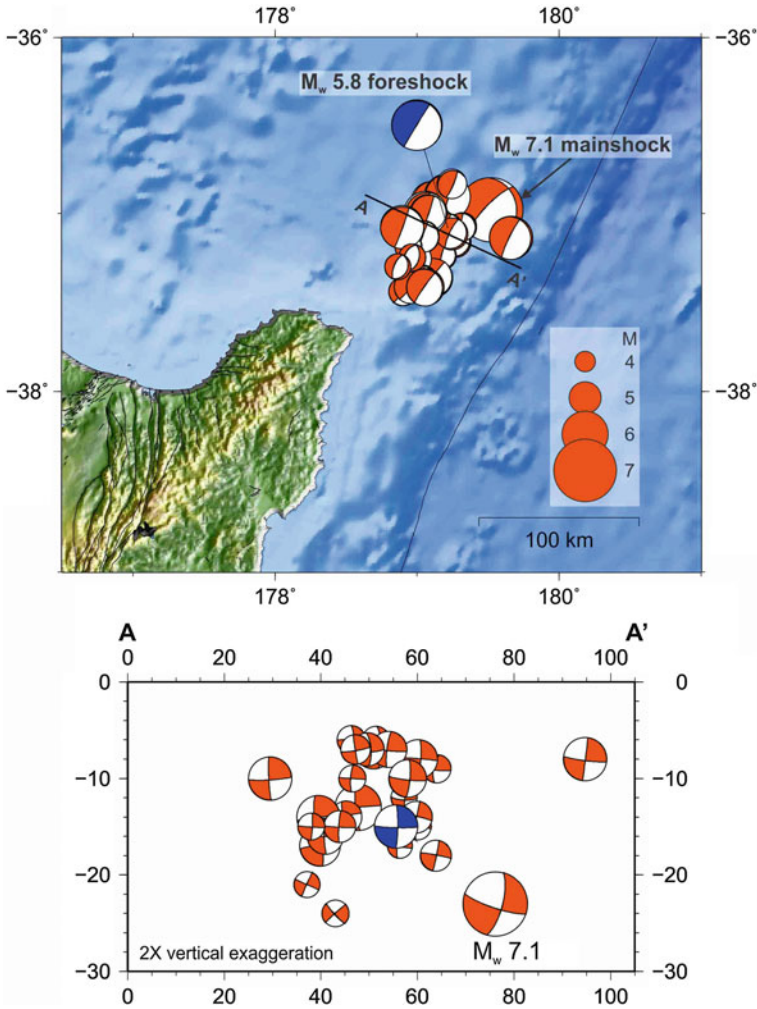 178˚ 180˚
−36˚ −36˚
Mw 5.8 foreshock
Mw 7.1 mainshock
A
A'
M
4
−38˚ −38˚
5
6
7
100 km
178˚ 180˚
A A'
0 20 40 60 80 100
0 0
−10 −10
−20 −20
2X vertical exaggeration Mw 7.1
−30 −30
0 20 40 60 80 100